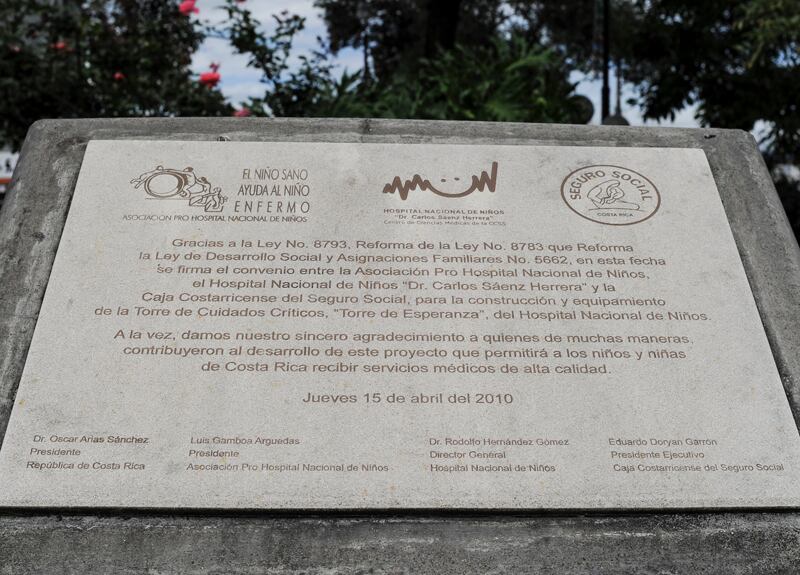 EL NIÑO SANO
AYUDA AL NIÑO
ENFERMO
ASOCIACIÓN PRO HOSPITAL NACIONAL DE NIÑOS
HOSPITAL NACIONAL DE NIÑOS
"Dr. Carlos Sáenz Herrera"
Centro de Ciencias Médicas de la CCSS
SEGURO SOCIAL
COSTA RICA
Gracias a la Ley No. 8793, Reforma de la Ley No. 8783 que Reforma
la Ley de Desarrollo Social y Asignaciones Familiares No. 5662, en esta fecha
se firma el convenio entre la Asociación Pro Hospital Nacional de Niños,
el Hospital Nacional de Niños "Dr. Carlos Sáenz Herrera" y la
Caja Costarricense del Seguro Social, para la construcción y equipamiento
de la Torre de Cuidados Críticos, "Torre de Esperanza", del Hospital Nacional de Niños.
A la vez, damos nuestro sincero agradecimiento a quienes de muchas maneras,
contribuyeron al desarrollo de este proyecto que permitirá a los niños y niñas
de Costa Rica recibir servicios médicos de alta calidad.
Jueves 15 de abril del 2010
Dr. Oscar Arias Sánchez
Presidente
República de Costa Rica
Luis Gamboa Arguedas
Presidente
Asociación Pro Hospital Nacional de Niños
Dr. Rodolfo Hernández Gómez
Director General
Hospital Nacional de Niños
Eduardo Doryan Garrón
Presidente Ejecutivo
Caja Costarricense del Seguro Social